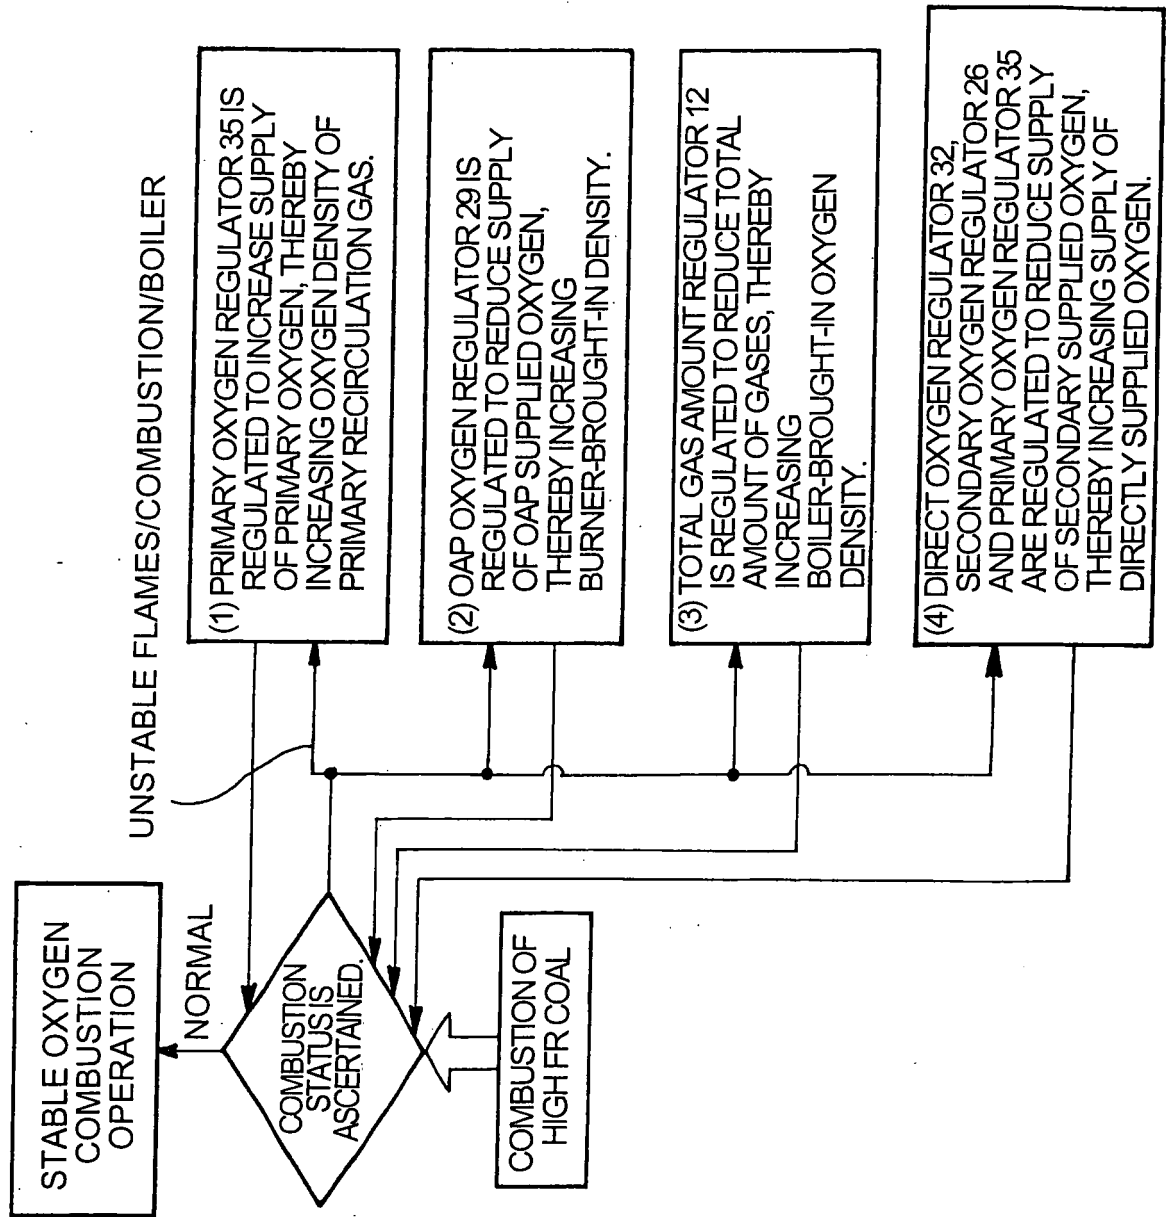 STABLE OXYGEN
COMBUSTION
OPERATION
NORMAL
COMBUSTION
STATUS IS
ASCERTAINED.
COMBUSTION OF
HIGH FR COAL
UNSTABLE FLAMES/COMBUSTION/BOILER
(1) PRIMARY OXYGEN REGULATOR 35 IS
REGULATED TO INCREASE SUPPLY
OF PRIMARY OXYGEN, THEREBY
INCREASING OXYGEN DENSITY OF
PRIMARY RECIRCULATION GAS.
(2) OAP OXYGEN REGULATOR 29 IS
REGULATED TO REDUCE SUPPLY
OF OAP SUPPLIED OXYGEN,
THEREBY INCREASING
BURNER-BROUGHT-IN DENSITY.
(3) TOTAL GAS AMOUNT REGULATOR 12
IS REGULATED TO REDUCE TOTAL
AMOUNT OF GASES, THEREBY
INCREASING
BOILER-BROUGHT-IN OXYGEN
DENSITY.
(4) DIRECT OXYGEN REGULATOR 32,
SECONDARY OXYGEN REGULATOR 26
AND PRIMARY OXYGEN REGULATOR 35
ARE REGULATED TO REDUCE SUPPLY
OF SECONDARY SUPPLIED OXYGEN,
THEREBY INCREASING SUPPLY OF
DIRECTLY SUPPLIED OXYGEN.